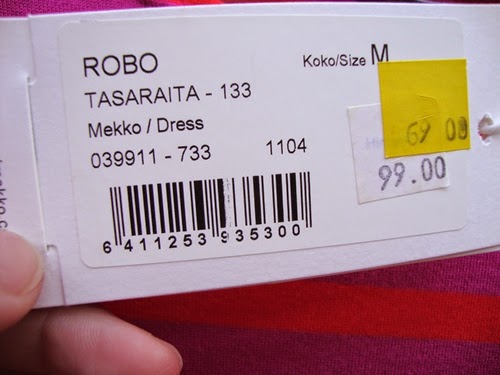 ROBO
Koko/Size M
TASARAITA - 133
Mekko / Dress
039911 - 733
1104
69 00
99.00
6 411253 935300